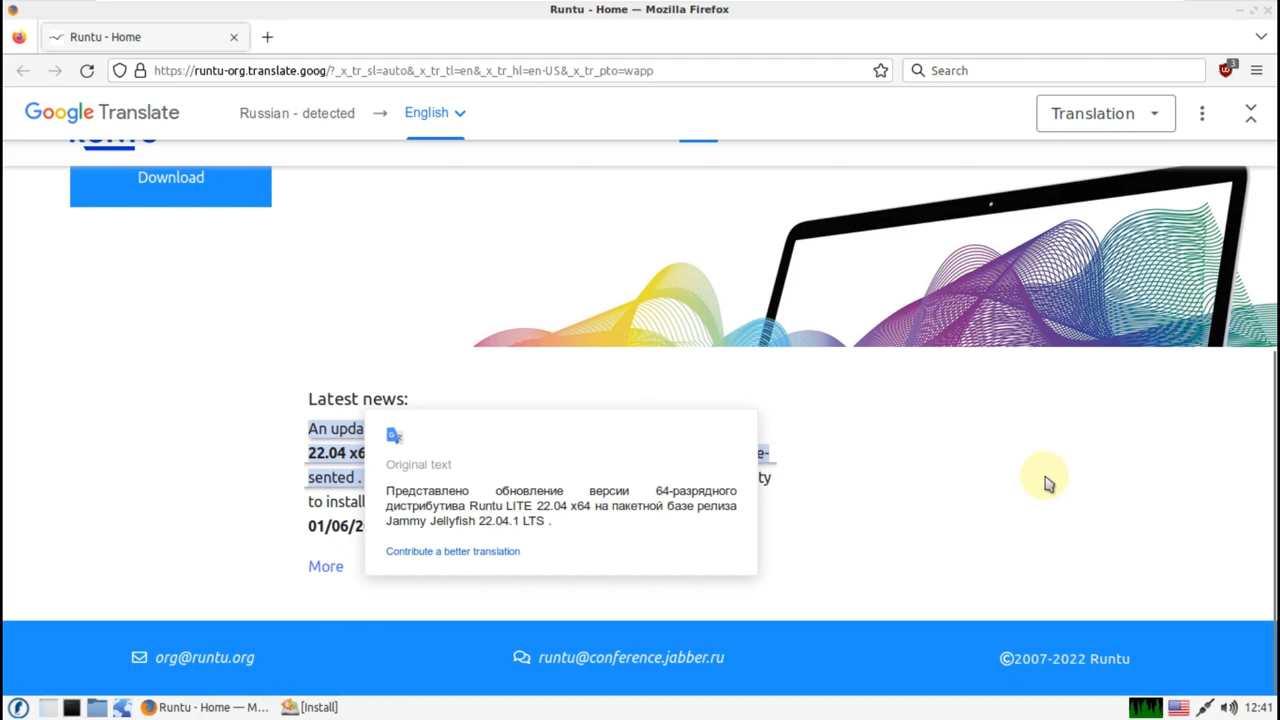 Runtu - Home — Mozilla Firefox
Runtu - Home
https://runtu-org.translate.goog/?_x_tr_sl=auto&_x_tr_tl=en&_x_tr_hl=en-US&_x_tr_pto=wapp
Search
3
Google Translate
Russian - detected
English
Translation
Download
Latest news:
An upda
22.04 x6
e-
sented .
ty
to install
01/06/2
Original text
Представлено обновление версии 64-разрядного
дистрибутива Runtu LITE 22.04 x64 на пакетной базе релиза
Jammy Jellyfish 22.04.1 LTS .
Contribute a better translation
More
org@runtu.org
runtu@conference.jabber.ru
©2007-2022 Runtu
Runtu - Home — M...
[Install]
12:41